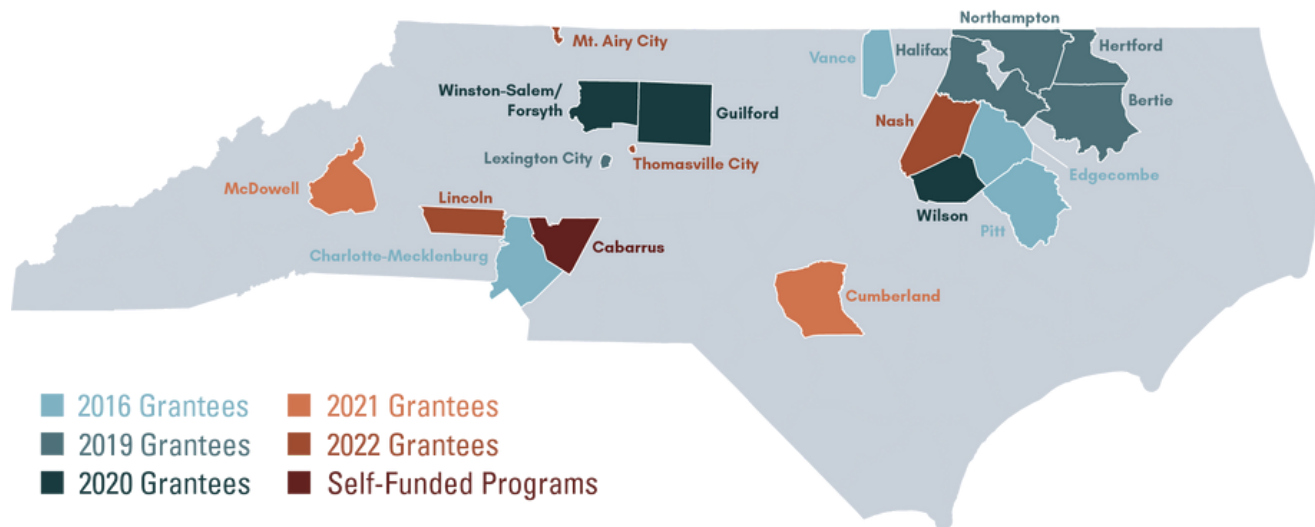 Northampton
Mt. Airy City
Vance
Halifax
Hertford
Winston-Salem/
Forsyth
Guilford
Bertie
Nash
Lexington City
Thomasville City
Edgecombe
McDowell
Lincoln
Wilson
Pitt
Charlotte-Mecklenburg
Cabarrus
Cumberland
2016 Grantees
2019 Grantees
2020 Grantees
2021 Grantees
2022 Grantees
Self-Funded Programs